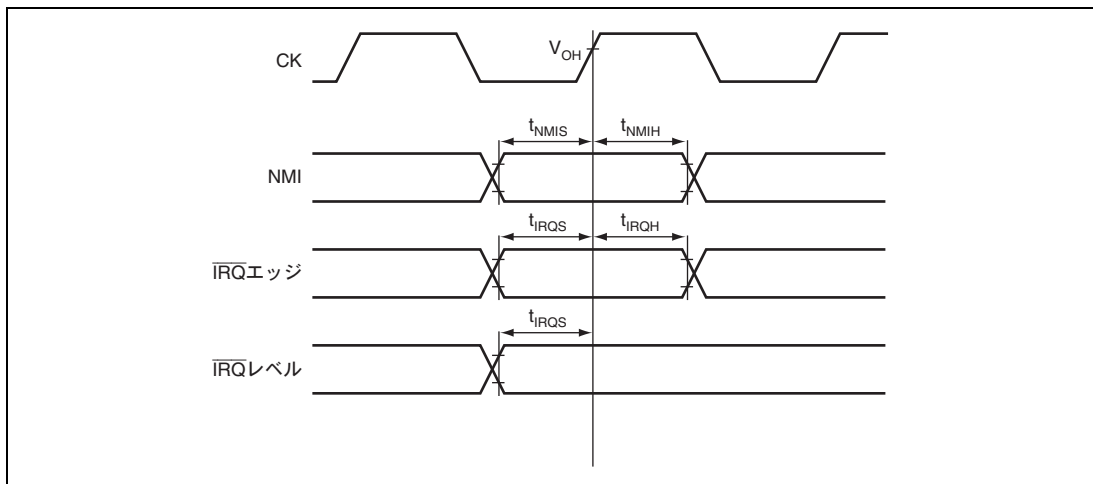 CK
VOH
tNMIS
tNMIH
NMI
tIRQS
tIRQH
IRQエッジ
tIRQS
IRQレベル